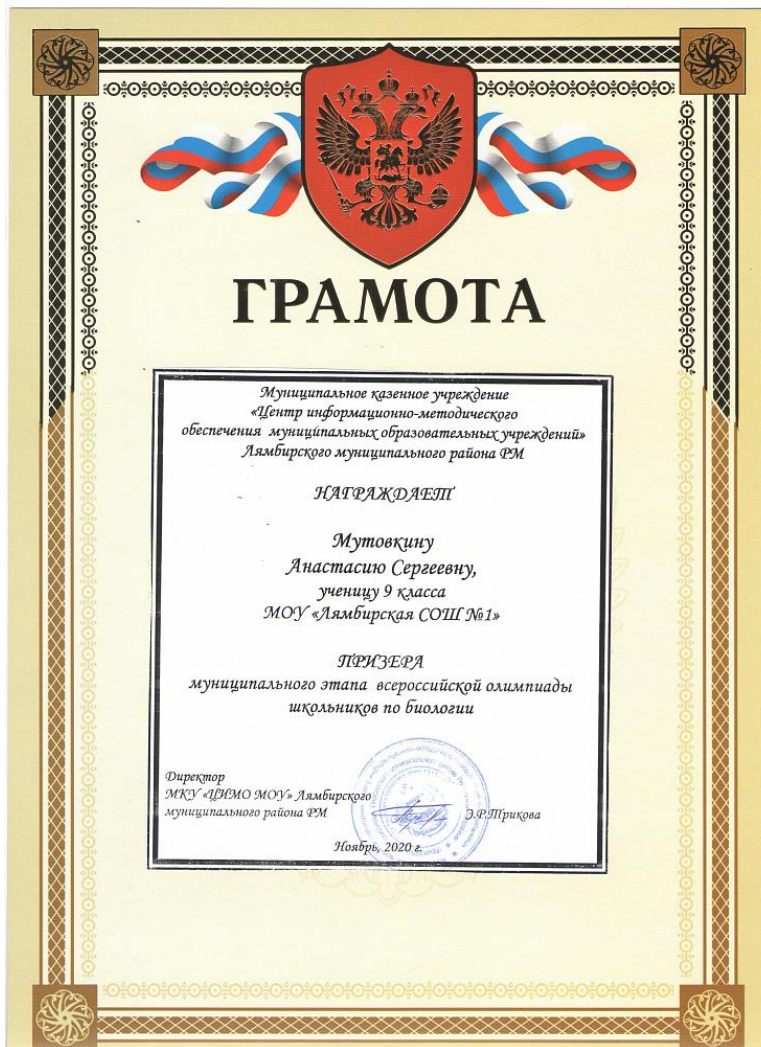 ГРАМОТА
Муниципальное казенное учреждение
«Центр информационно-методического
обеспечения муниципальных образовательных учреждений»
Лямбирского муниципального района РМ
НАГРАЖДАЕТ
Мутовкину
Анастасию Сергеевну,
ученицу 9 класса
МОУ «Лямбирская СОШ №1»
ПРИЗЕРА
муниципального этапа всероссийской олимпиады
школьников по биологии
Директор
МКУ «ЦИМО МОУ» Лямбирского
муниципального района РМ
Э.Р.Трикова
Ноябрь, 2020 г.